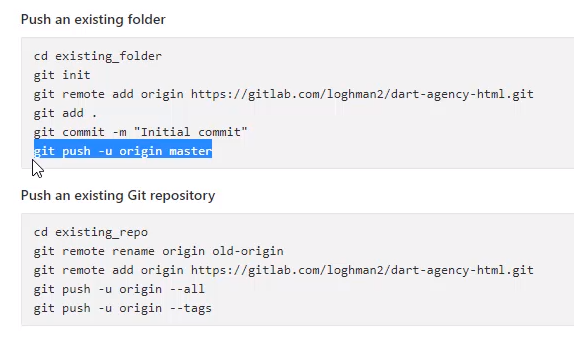 Push an existing folder
cd existing_folder
git init
git remote add origin https://gitlab.com/loghman2/dart-agency-html.git
git add .
git commit -m "Initial commit"
git push -u origin master
Push an existing Git repository
cd existing_repo
git remote rename origin old-origin
git remote add origin https://gitlab.com/loghman2/dart-agency-html.git
git push -u origin --all
git push -u origin --tags